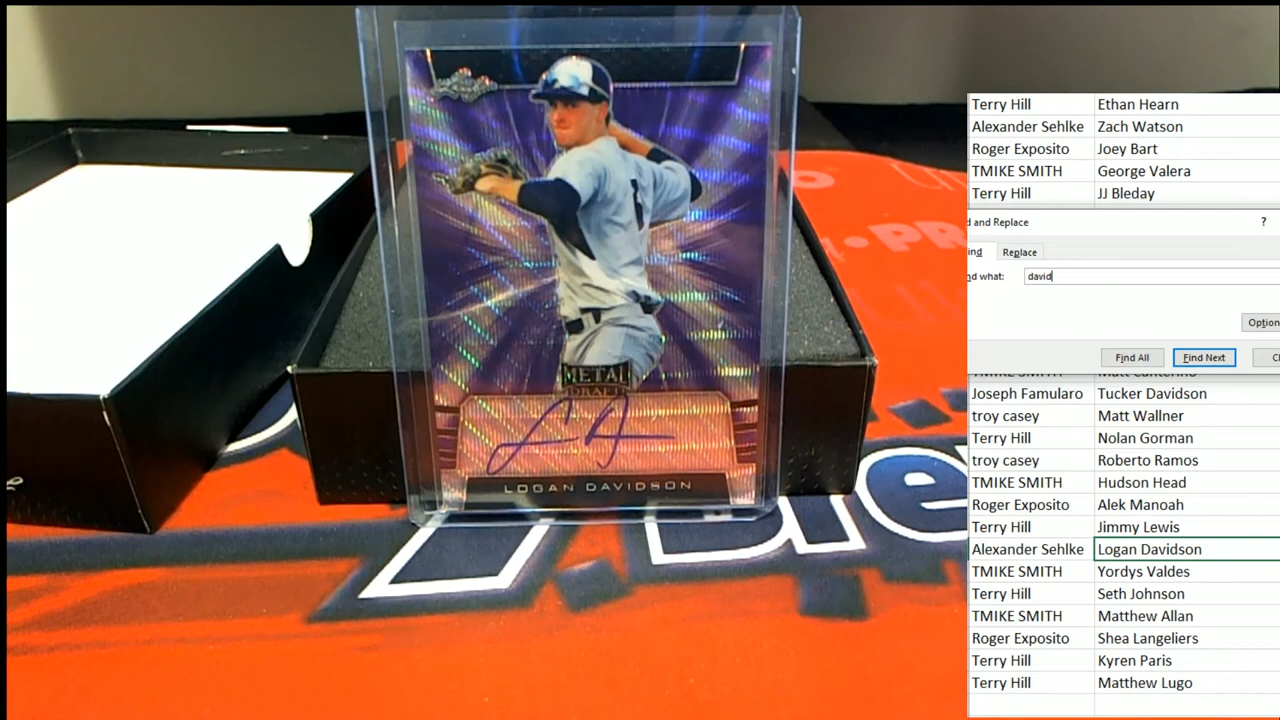 METAL
DRAFT
LOGAN DAVIDSON
Terry Hill Ethan Hearn
Alexander Sehlke Zach Watson
Roger Exposito Joey Bart
TMIKE SMITH George Valera
Terry Hill JJ Bleday
d and Replace ?
ind Replace
nd what: david
Option
Find All Find Next Cl
Joseph Famularo Tucker Davidson
troy casey Matt Wallner
Terry Hill Nolan Gorman
troy casey Roberto Ramos
TMIKE SMITH Hudson Head
Roger Exposito Alek Manoah
Terry Hill Jimmy Lewis
Alexander Sehlke Logan Davidson
TMIKE SMITH Yordys Valdes
Terry Hill Seth Johnson
TMIKE SMITH Matthew Allan
Roger Exposito Shea Langeliers
Terry Hill Kyren Paris
Terry Hill Matthew Lugo